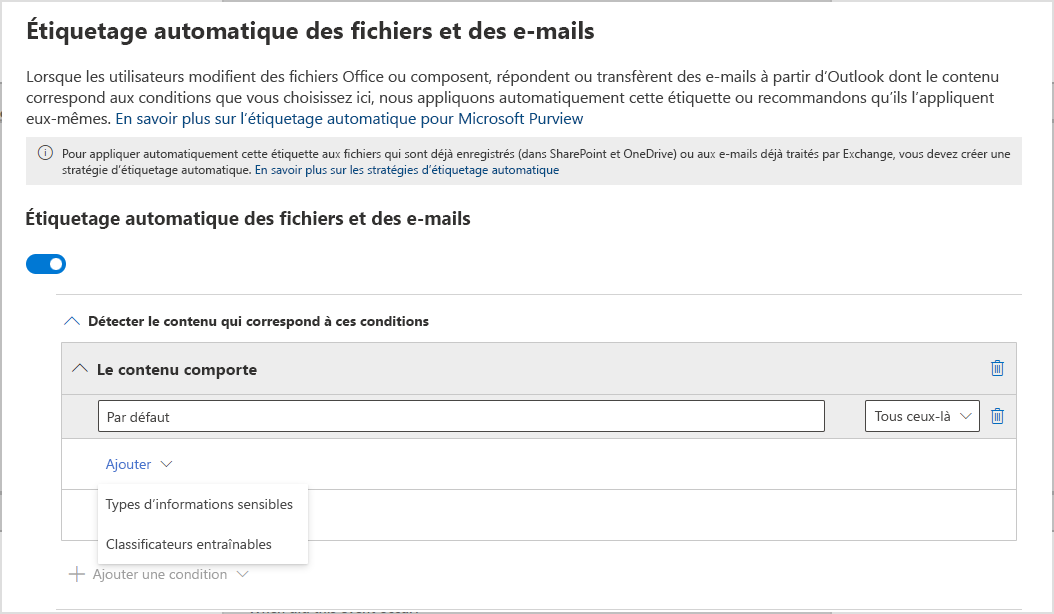 Étiquetage automatique des fichiers et des e-mails
Lorsque les utilisateurs modifient des fichiers Office ou composent, répondent ou transfèrent des e-mails à partir d’Outlook dont le contenu
correspond aux conditions que vous choisissez ici, nous appliquons automatiquement cette étiquette ou recommandons qu’ils l’appliquent
eux-mêmes. En savoir plus sur l’étiquetage automatique pour Microsoft Purview
Pour appliquer automatiquement cette étiquette aux fichiers qui sont déjà enregistrés (dans SharePoint et OneDrive) ou aux e-mails déjà traités par Exchange, vous devez créer une
stratégie d’étiquetage automatique. En savoir plus sur les stratégies d’étiquetage automatique
Étiquetage automatique des fichiers et des e-mails
Détecter le contenu qui correspond à ces conditions
Le contenu comporte
Par défaut
Tous ceux-là
Ajouter
Types d’informations sensibles
Classificateurs entraînables
Ajouter une condition